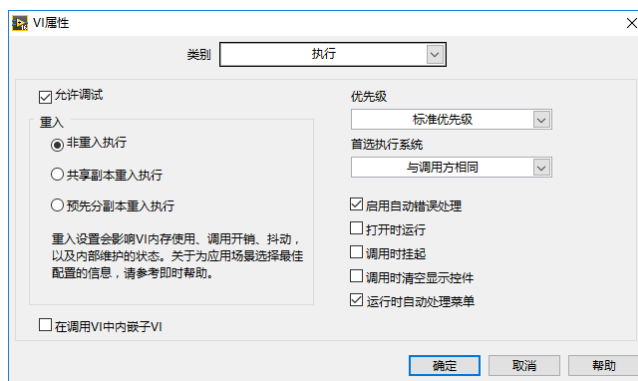 VI属性
类别
执行
允许调试
重入
非重入执行
共享副本重入执行
预先分副本重入执行
重入设置会影响VI内存使用、调用开销、抖动，
以及内部维护的状态。关于为应用场景选择最佳
配置的信息，请参考即时帮助。
在调用VI中内嵌子VI
优先级
标准优先级
首选执行系统
与调用方相同
启用自动错误处理
打开时运行
调用时挂起
调用时清空显示控件
运行时自动处理菜单
确定
取消
帮助